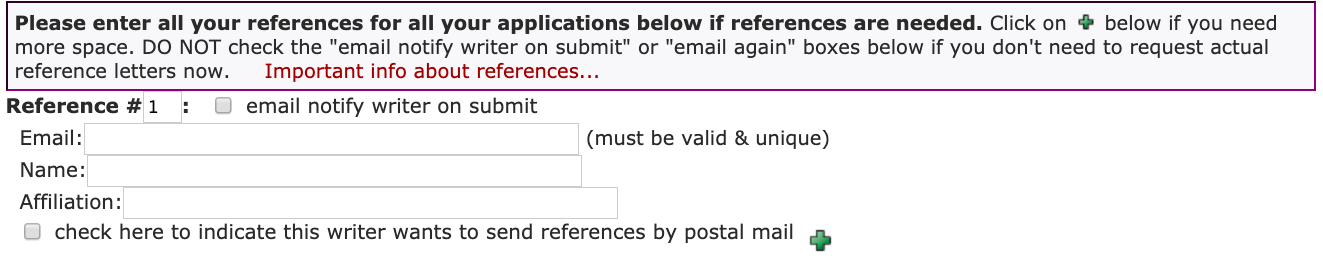 Please enter all your references for all your applications below if references are needed. Click on below if you need
more space. DO NOT check the "email notify writer on submit" or "email again" boxes below if you don't need to request actual
reference letters now. Important info about references...
Reference # 1 : email notify writer on submit
Email: (must be valid & unique)
Name:
Affiliation:
check here to indicate this writer wants to send references by postal mail